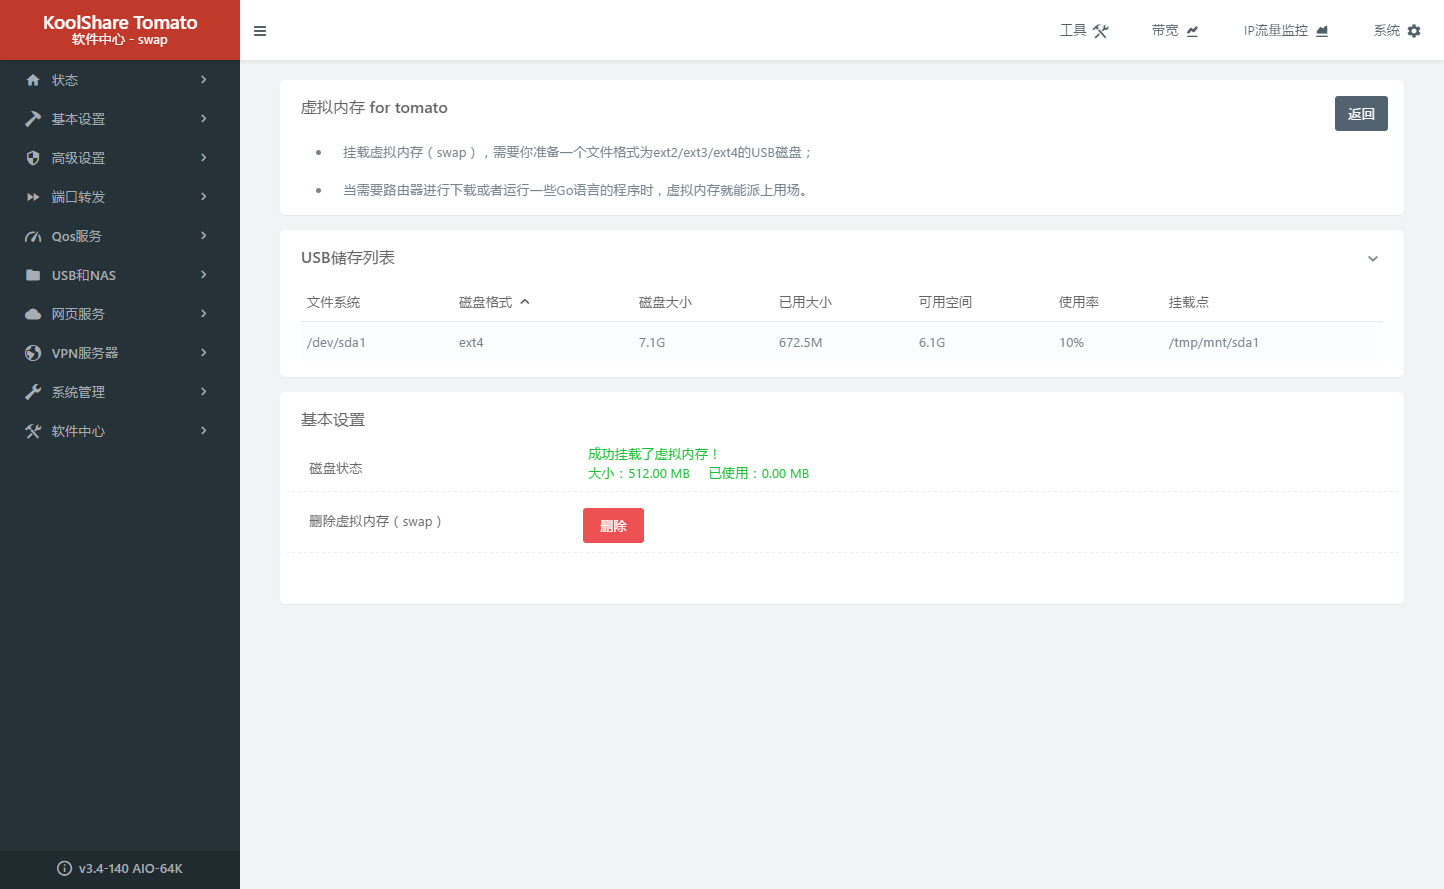 KoolShare Tomato
软件中心 - swap
工具
带宽
IP流量监控
系统
状态
基本设置
高级设置
端口转发
Qos服务
USB和NAS
网页服务
VPN服务器
系统管理
软件中心
v3.4-140 AIO-64K
虚拟内存 for tomato
返回
挂载虚拟内存（swap），需要你准备一个文件格式为ext2/ext3/ext4的USB磁盘；
当需要路由器进行下载或者运行一些Go语言的程序时，虚拟内存就能派上用场。
USB储存列表
文件系统 磁盘格式 磁盘大小 已用大小 可用空间 使用率 挂载点
/dev/sda1 ext4 7.1G 672.5M 6.1G 10% /tmp/mnt/sda1
基本设置
磁盘状态
成功挂载了虚拟内存！
大小：512.00 MB 已使用：0.00 MB
删除虚拟内存（swap）
删除